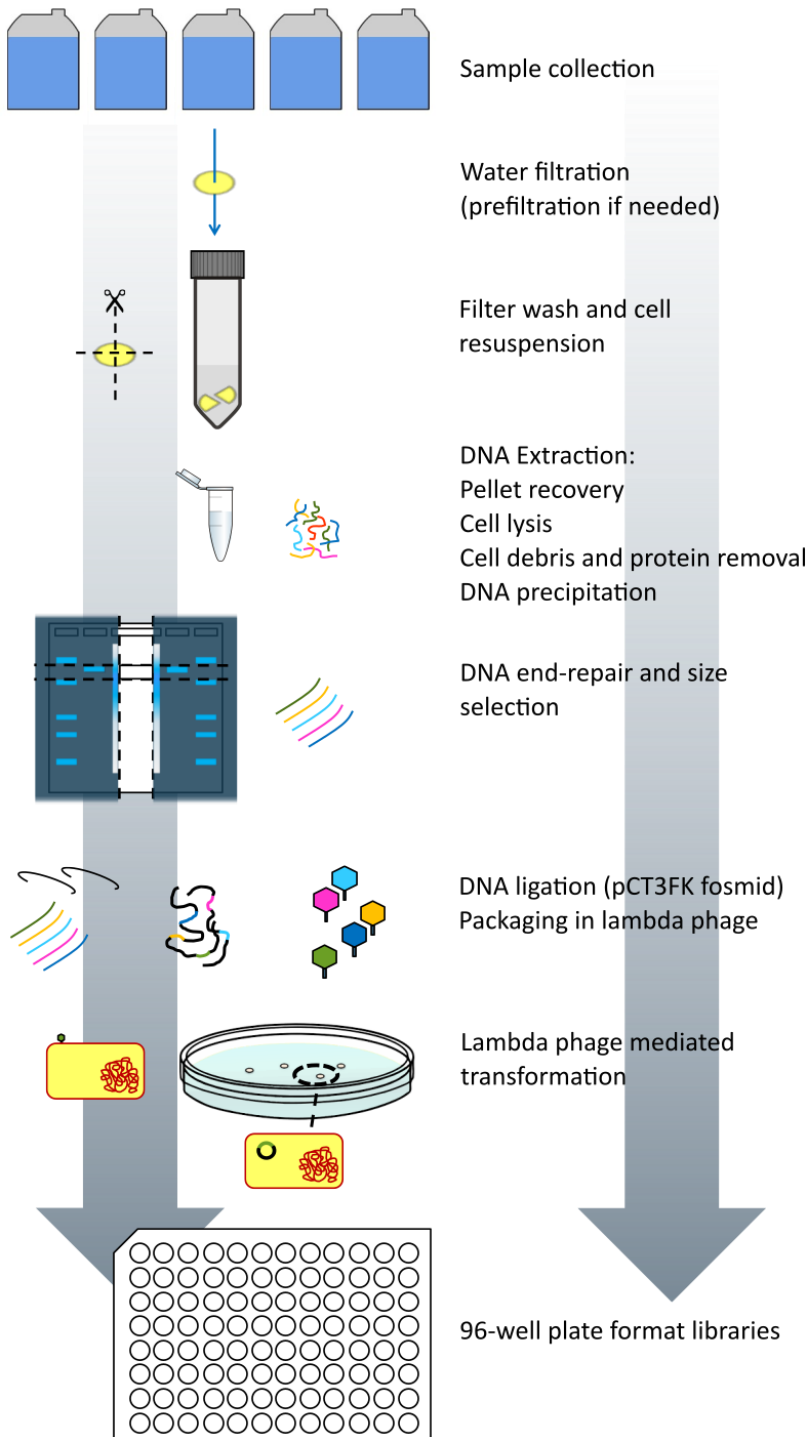 Sample collection
Water filtration
(prefiltration if needed)
Filter wash and cell
resuspension
DNA Extraction:
Pellet recovery
Cell lysis
Cell debris and protein removal
DNA precipitation
DNA end-repair and size
selection
DNA ligation (pCT3FK fosmid)
Packaging in lambda phage
Lambda phage mediated
transformation
96-well plate format libraries